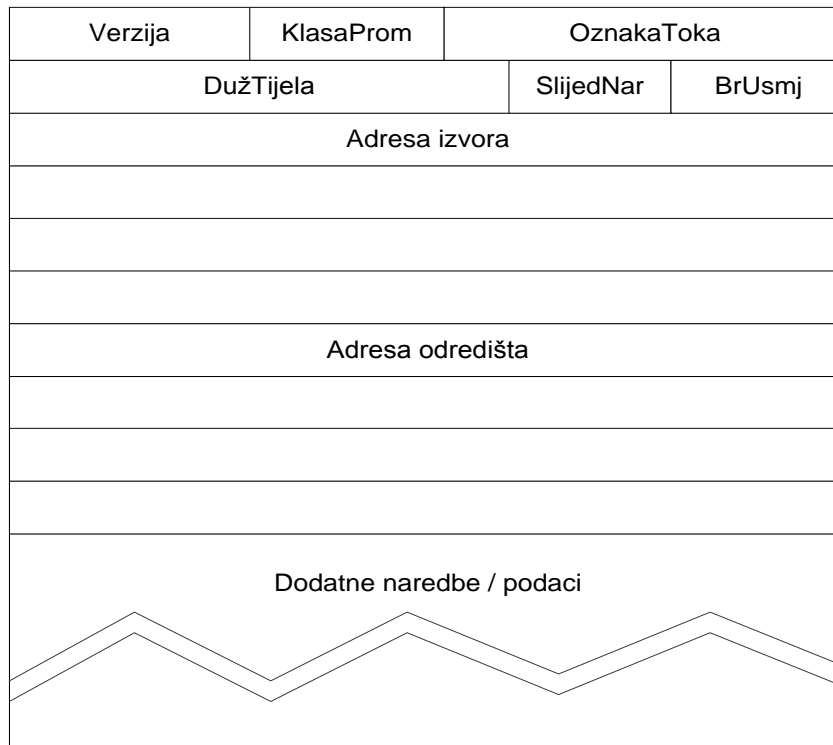 Verzija KlasaProm OznakaToka
DužTijela SlijedNar BrUsmj
Adresa izvora
Adresa odredišta
Dodatne naredbe / podaci